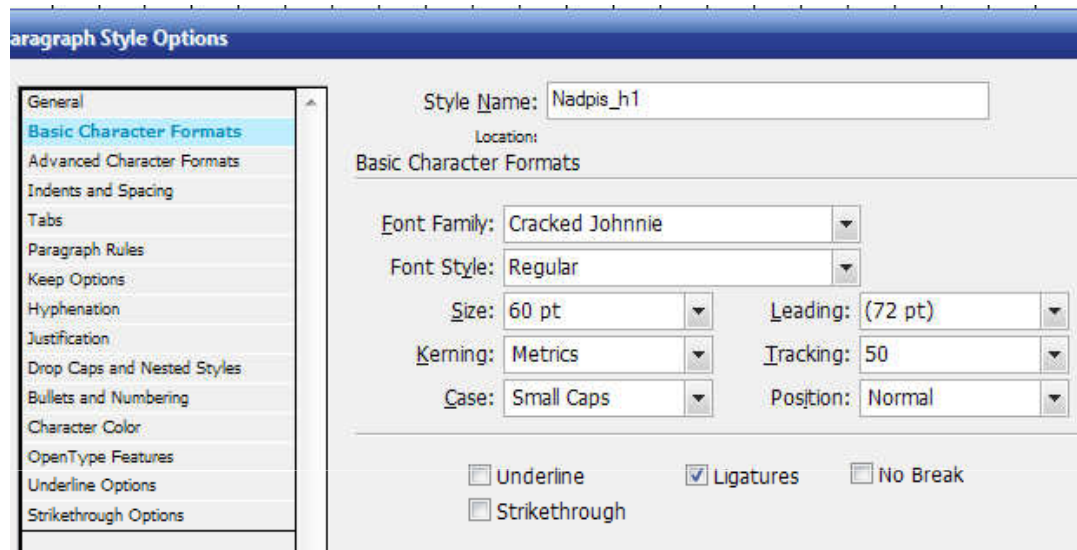 aragraph Style Options
General
Basic Character Formats
Advanced Character Formats
Indents and Spacing
Tabs
Paragraph Rules
Keep Options
Hyphenation
Justification
Drop Caps and Nested Styles
Bullets and Numbering
Character Color
OpenType Features
Underline Options
Strikethrough Options
Style Name: Nadpis_h1
Location:
Basic Character Formats
Font Family: Cracked Johnnie
Font Style: Regular
Size: 60 pt Leading: (72 pt)
Kerning: Metrics Tracking: 50
Case: Small Caps Position: Normal
Underline Ligatures No Break
Strikethrough